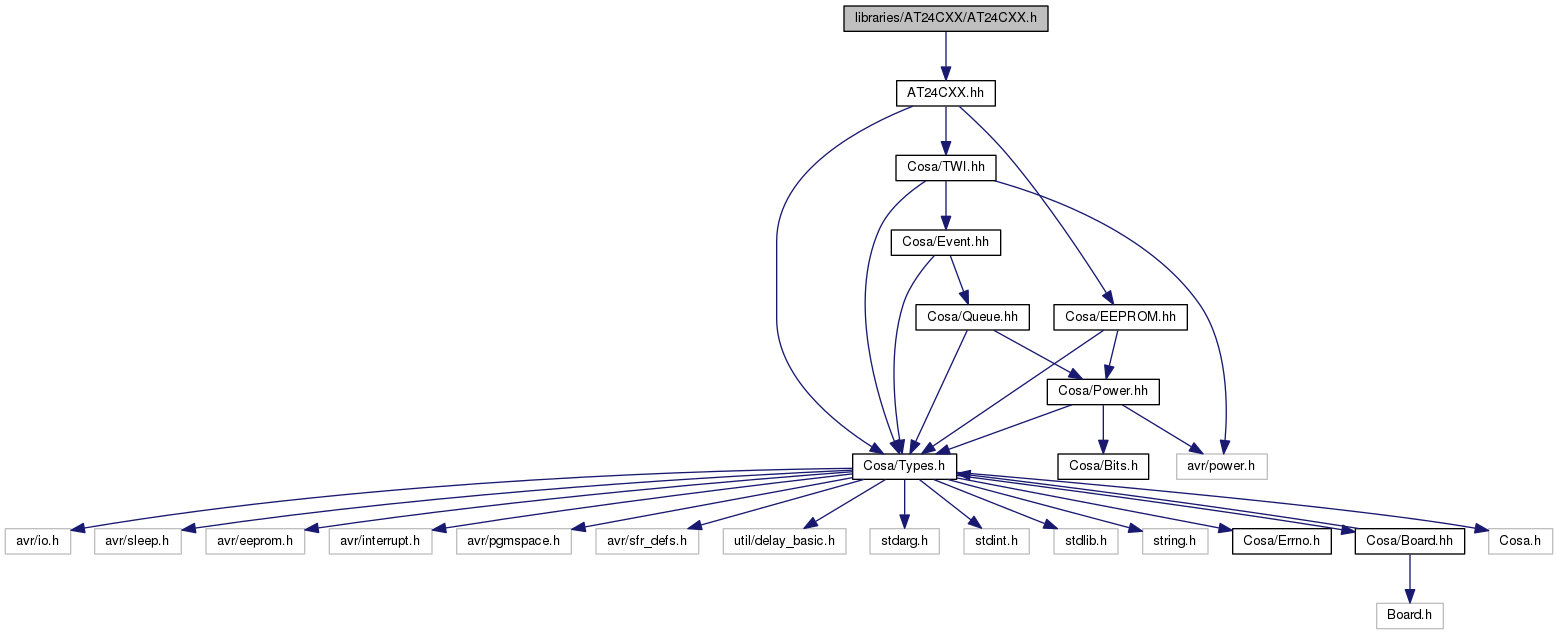 libraries/AT24CXX/AT24CXX.h
AT24CXX.hh
Cosa/TWI.hh
Cosa/Event.hh
Cosa/Queue.hh
Cosa/EEPROM.hh
Cosa/Power.hh
Cosa/Types.h
Cosa/Bits.h
avr/power.h
avr/io.h
avr/sleep.h
avr/eeprom.h
avr/interrupt.h
avr/pgmspace.h
avr/sfr_defs.h
util/delay_basic.h
stdarg.h
stdint.h
stdlib.h
string.h
Cosa/Errno.h
Cosa/Board.hh
Cosa.h
Board.h